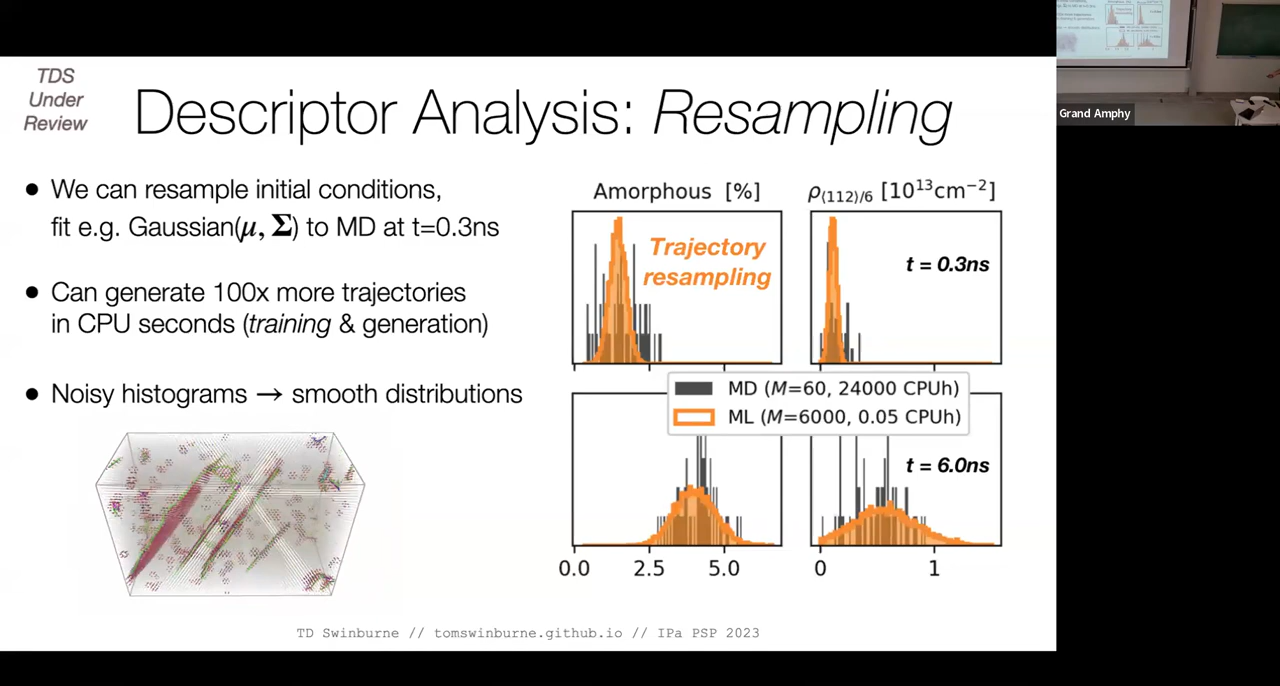 TDS
Under
Review
Descriptor Analysis: Resampling
● We can resample initial conditions,
fit e.g. Gaussian(μ, Σ) to MD at t=0.3ns
● Can generate 100x more trajectories
in CPU seconds (training & generation)
● Noisy histograms → smooth distributions
Amorphous [%]
ρ⟨112⟩/6 [10¹³cm⁻²]
Trajectory
resampling
t = 0.3ns
MD (M=60, 24000 CPUh)
ML (M=6000, 0.05 CPUh)
t = 6.0ns
0.0 2.5 5.0
0 1
TD Swinburne // tomswinburne.github.io // IPa PSP 2023
Grand Amphy